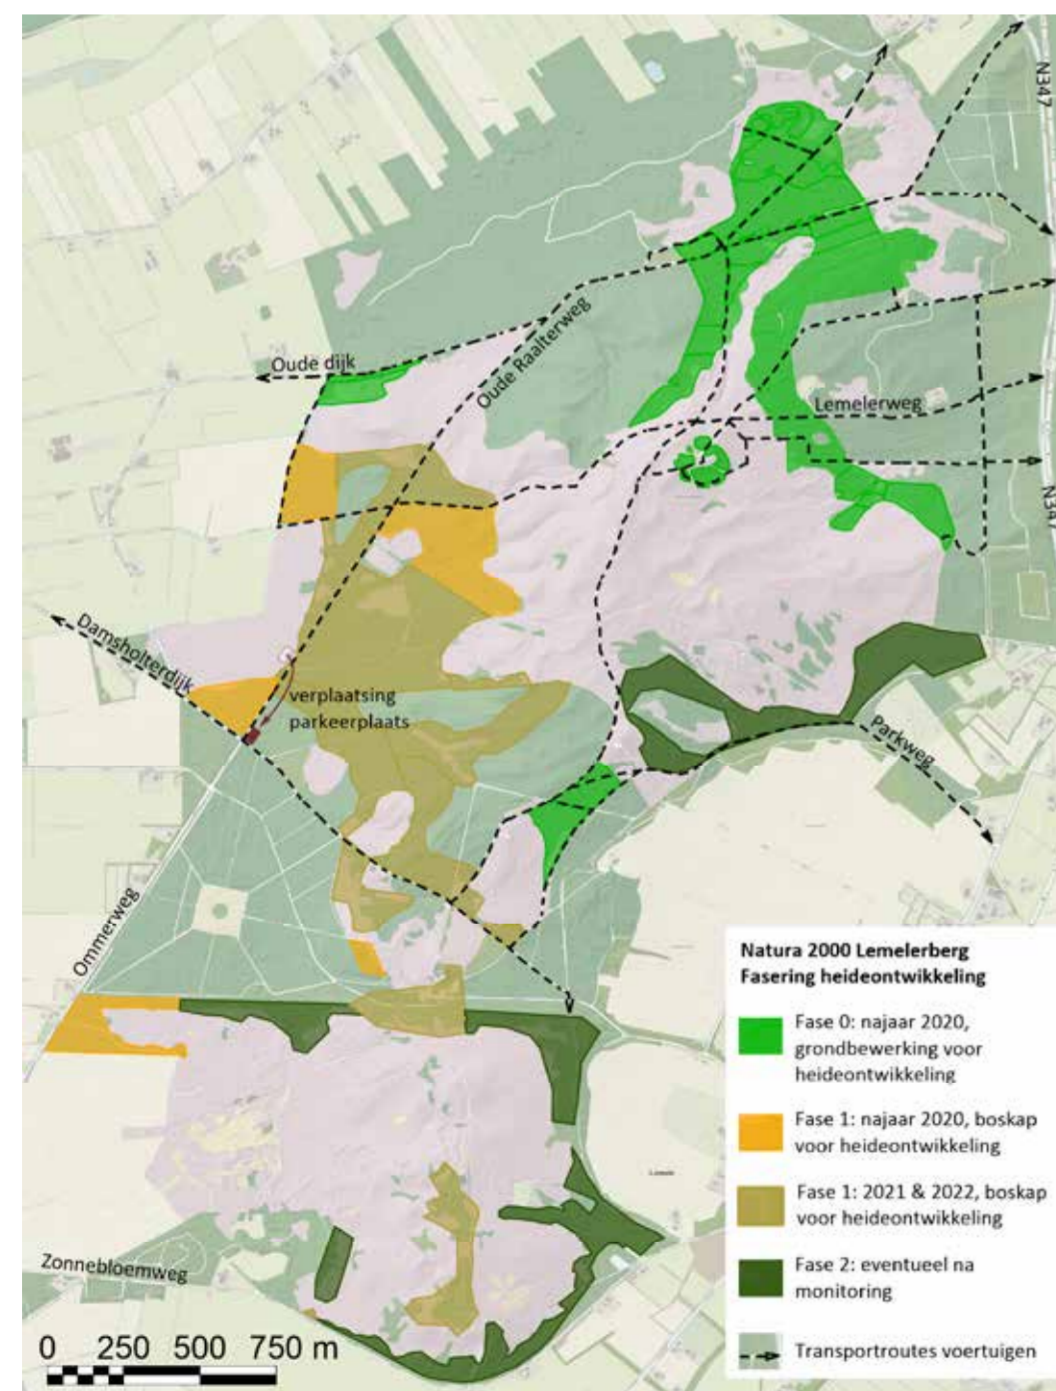 N347
Oude dijk
Oude Raalterweg
Lemelerweg
N347
Damsholterdijk
verplaatsing
parkeerplaats
Parkweg
Ommerweg
Zonnebloemweg
0 250 500 750 m
Natura 2000 Lemelerberg
Fasering heideontwikkeling
Fase 0: najaar 2020,
grondbewerking voor
heideontwikkeling
Fase 1: najaar 2020, boskap
voor heideontwikkeling
Fase 1: 2021 & 2022, boskap
voor heideontwikkeling
Fase 2: eventueel na
monitoring
Transportroutes voertuigen